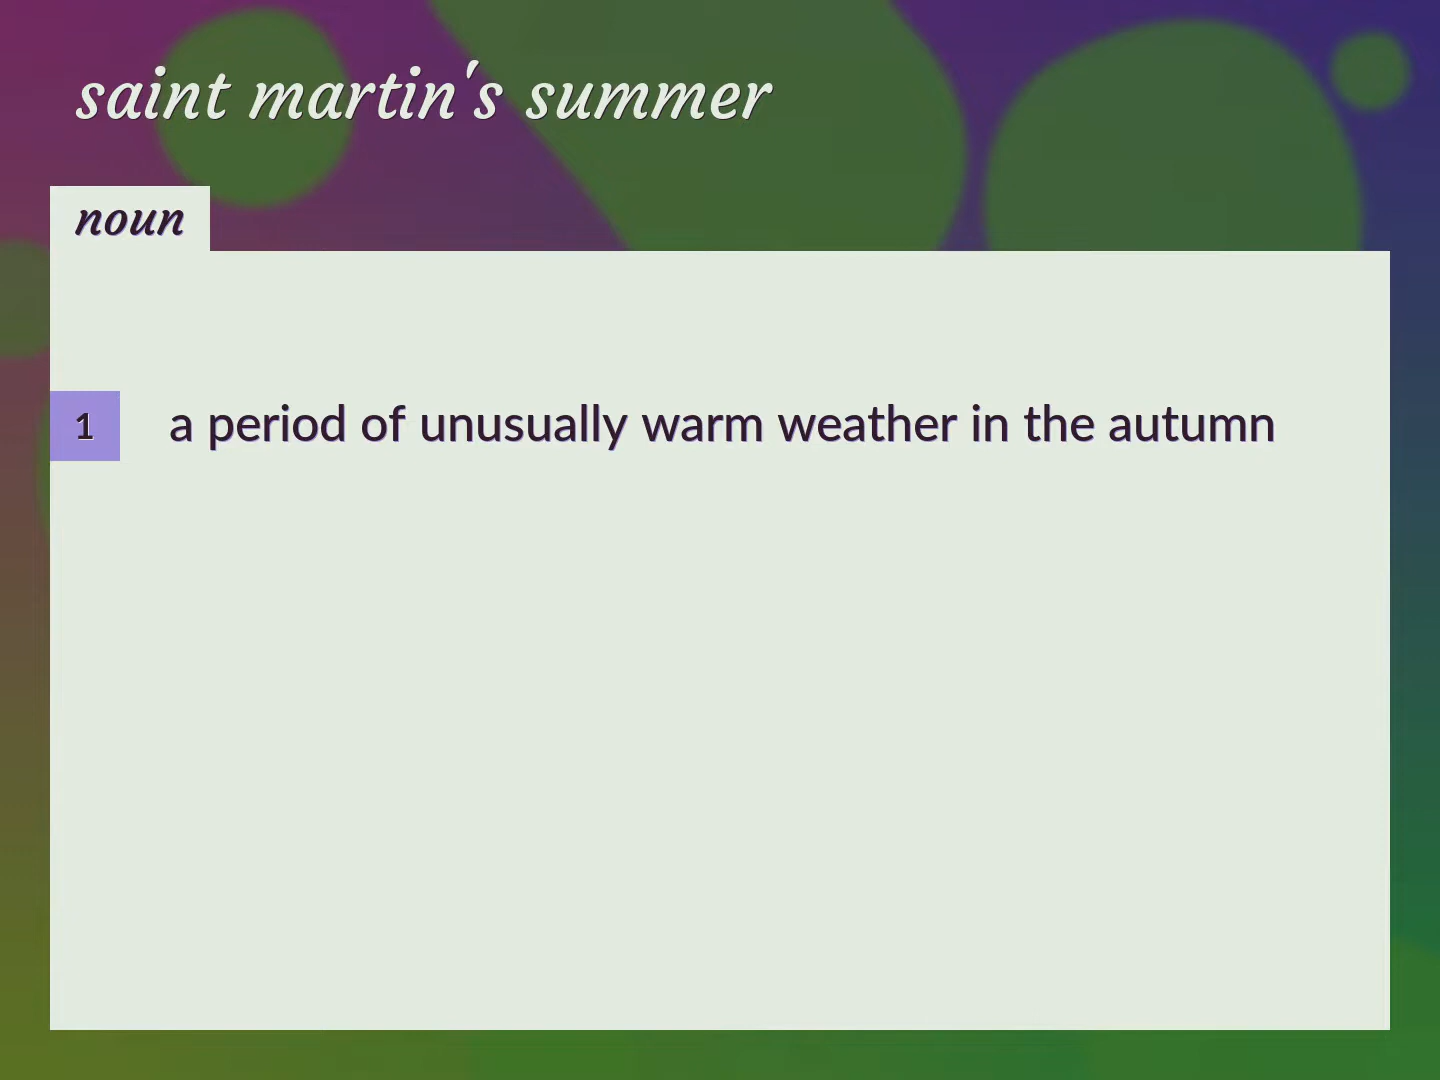 saint martin's summer
noun
1 a period of unusually warm weather in the autumn